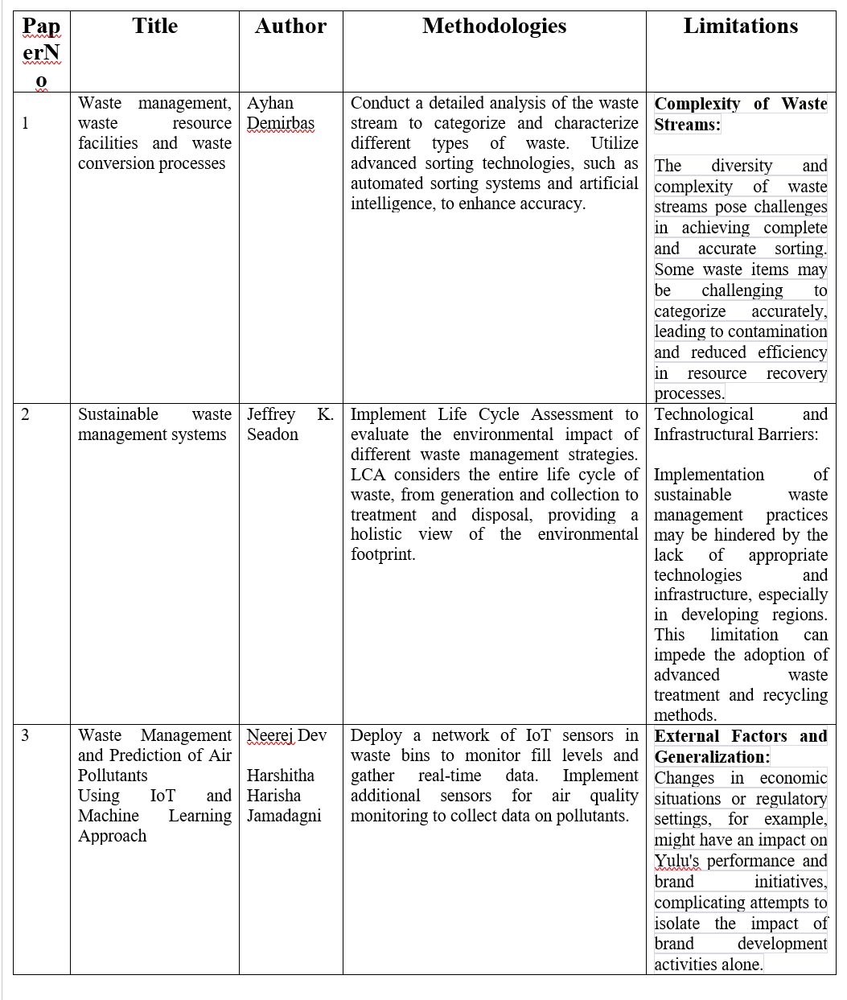 Pap
erN
o
Title
Author
Methodologies
Limitations
1
Waste management,
waste resource
facilities and waste
conversion processes
Ayhan
Demirbas
Conduct a detailed analysis of the waste
stream to categorize and characterize
different types of waste. Utilize
advanced sorting technologies, such as
automated sorting systems and artificial
intelligence, to enhance accuracy.
Complexity of Waste
Streams:
The diversity and
complexity of waste
streams pose challenges
in achieving complete
and accurate sorting.
Some waste items may
be challenging to
categorize accurately,
leading to contamination
and reduced efficiency
in resource recovery
processes.
2
Sustainable waste
management systems
Jeffrey K.
Seadon
Implement Life Cycle Assessment to
evaluate the environmental impact of
different waste management strategies.
LCA considers the entire life cycle of
waste, from generation and collection to
treatment and disposal, providing a
holistic view of the environmental
footprint.
Technological and
Infrastructural Barriers:
Implementation of
sustainable waste
management practices
may be hindered by the
lack of appropriate
technologies and
infrastructure, especially
in developing regions.
This limitation can
impede the adoption of
advanced waste
treatment and recycling
methods.
3
Waste Management
and Prediction of Air
Pollutants
Using IoT and
Machine Learning
Approach
Neerej Dev
Harshitha
Harisha
Jamadagni
Deploy a network of IoT sensors in
waste bins to monitor fill levels and
gather real-time data. Implement
additional sensors for air quality
monitoring to collect data on pollutants.
External Factors and
Generalization:
Changes in economic
situations or regulatory
settings, for example,
might have an impact on
Yulu's performance and
brand initiatives,
complicating attempts to
isolate the impact of
brand development
activities alone.